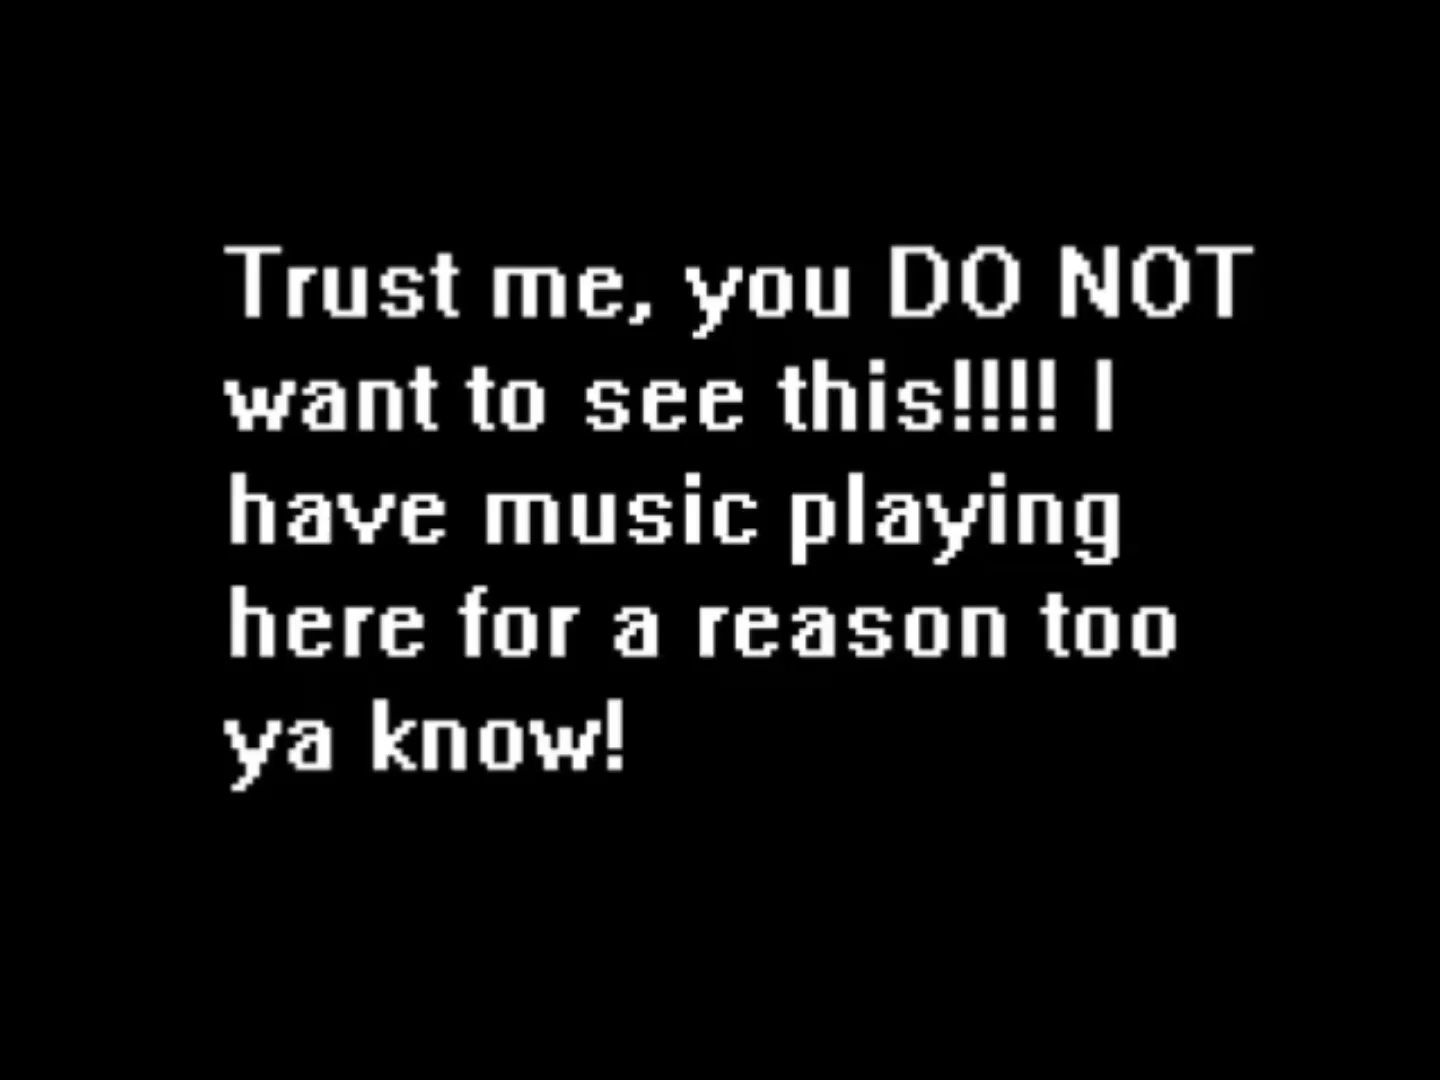 Trust me, you DO NOT
want to see this!!!! I
have music playing
here for a reason too
ya know!